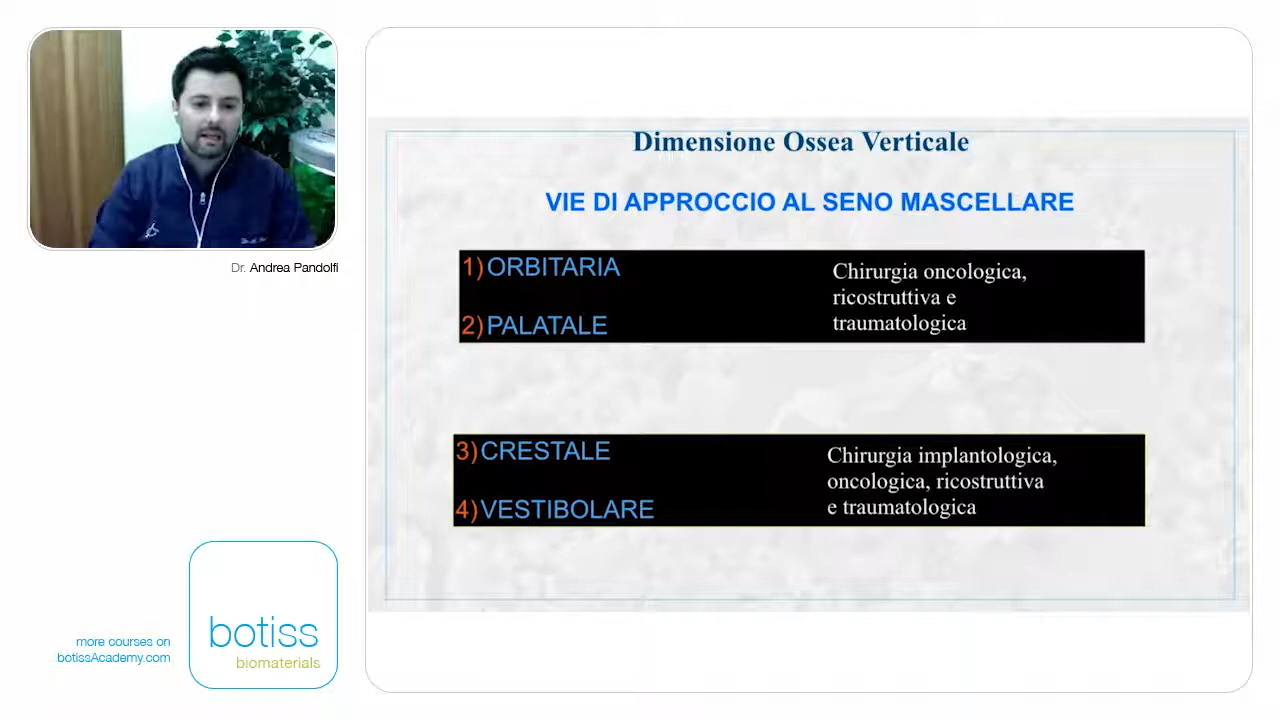 Dr. Andrea Pandolfi
Dimensione Ossea Verticale
VIE DI APPROCCIO AL SENO MASCELLARE
1) ORBITARIA
2) PALATALE
Chirurgia oncologica,
ricostruttiva e
traumatologica
3) CRESTALE
4) VESTIBOLARE
Chirurgia implantologica,
oncologica, ricostruttiva
e traumatologica
more courses on
botissAcademy.com
botiss
biomaterials